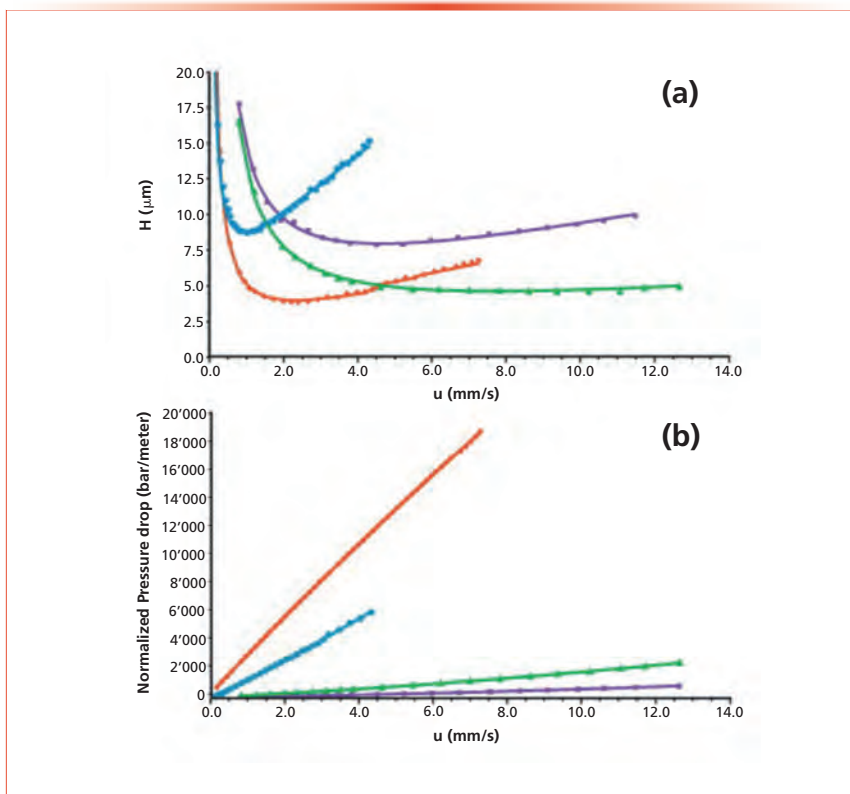 (a)
20.0
17.5
15.0
12.5
10.0
7.5
5.0
2.5
0.0
H (μm)
0.0 2.0 4.0 6.0 8.0 10.0 12.0 14.0
u (mm/s)
(b)
20’000
18’000
16’000
14’000
12’000
10’000
8’000
6’000
4’000
2’000
0
Normalized Pressure drop (bar/meter)
0.0 2.0 4.0 6.0 8.0 10.0 12.0 14.0
u (mm/s)